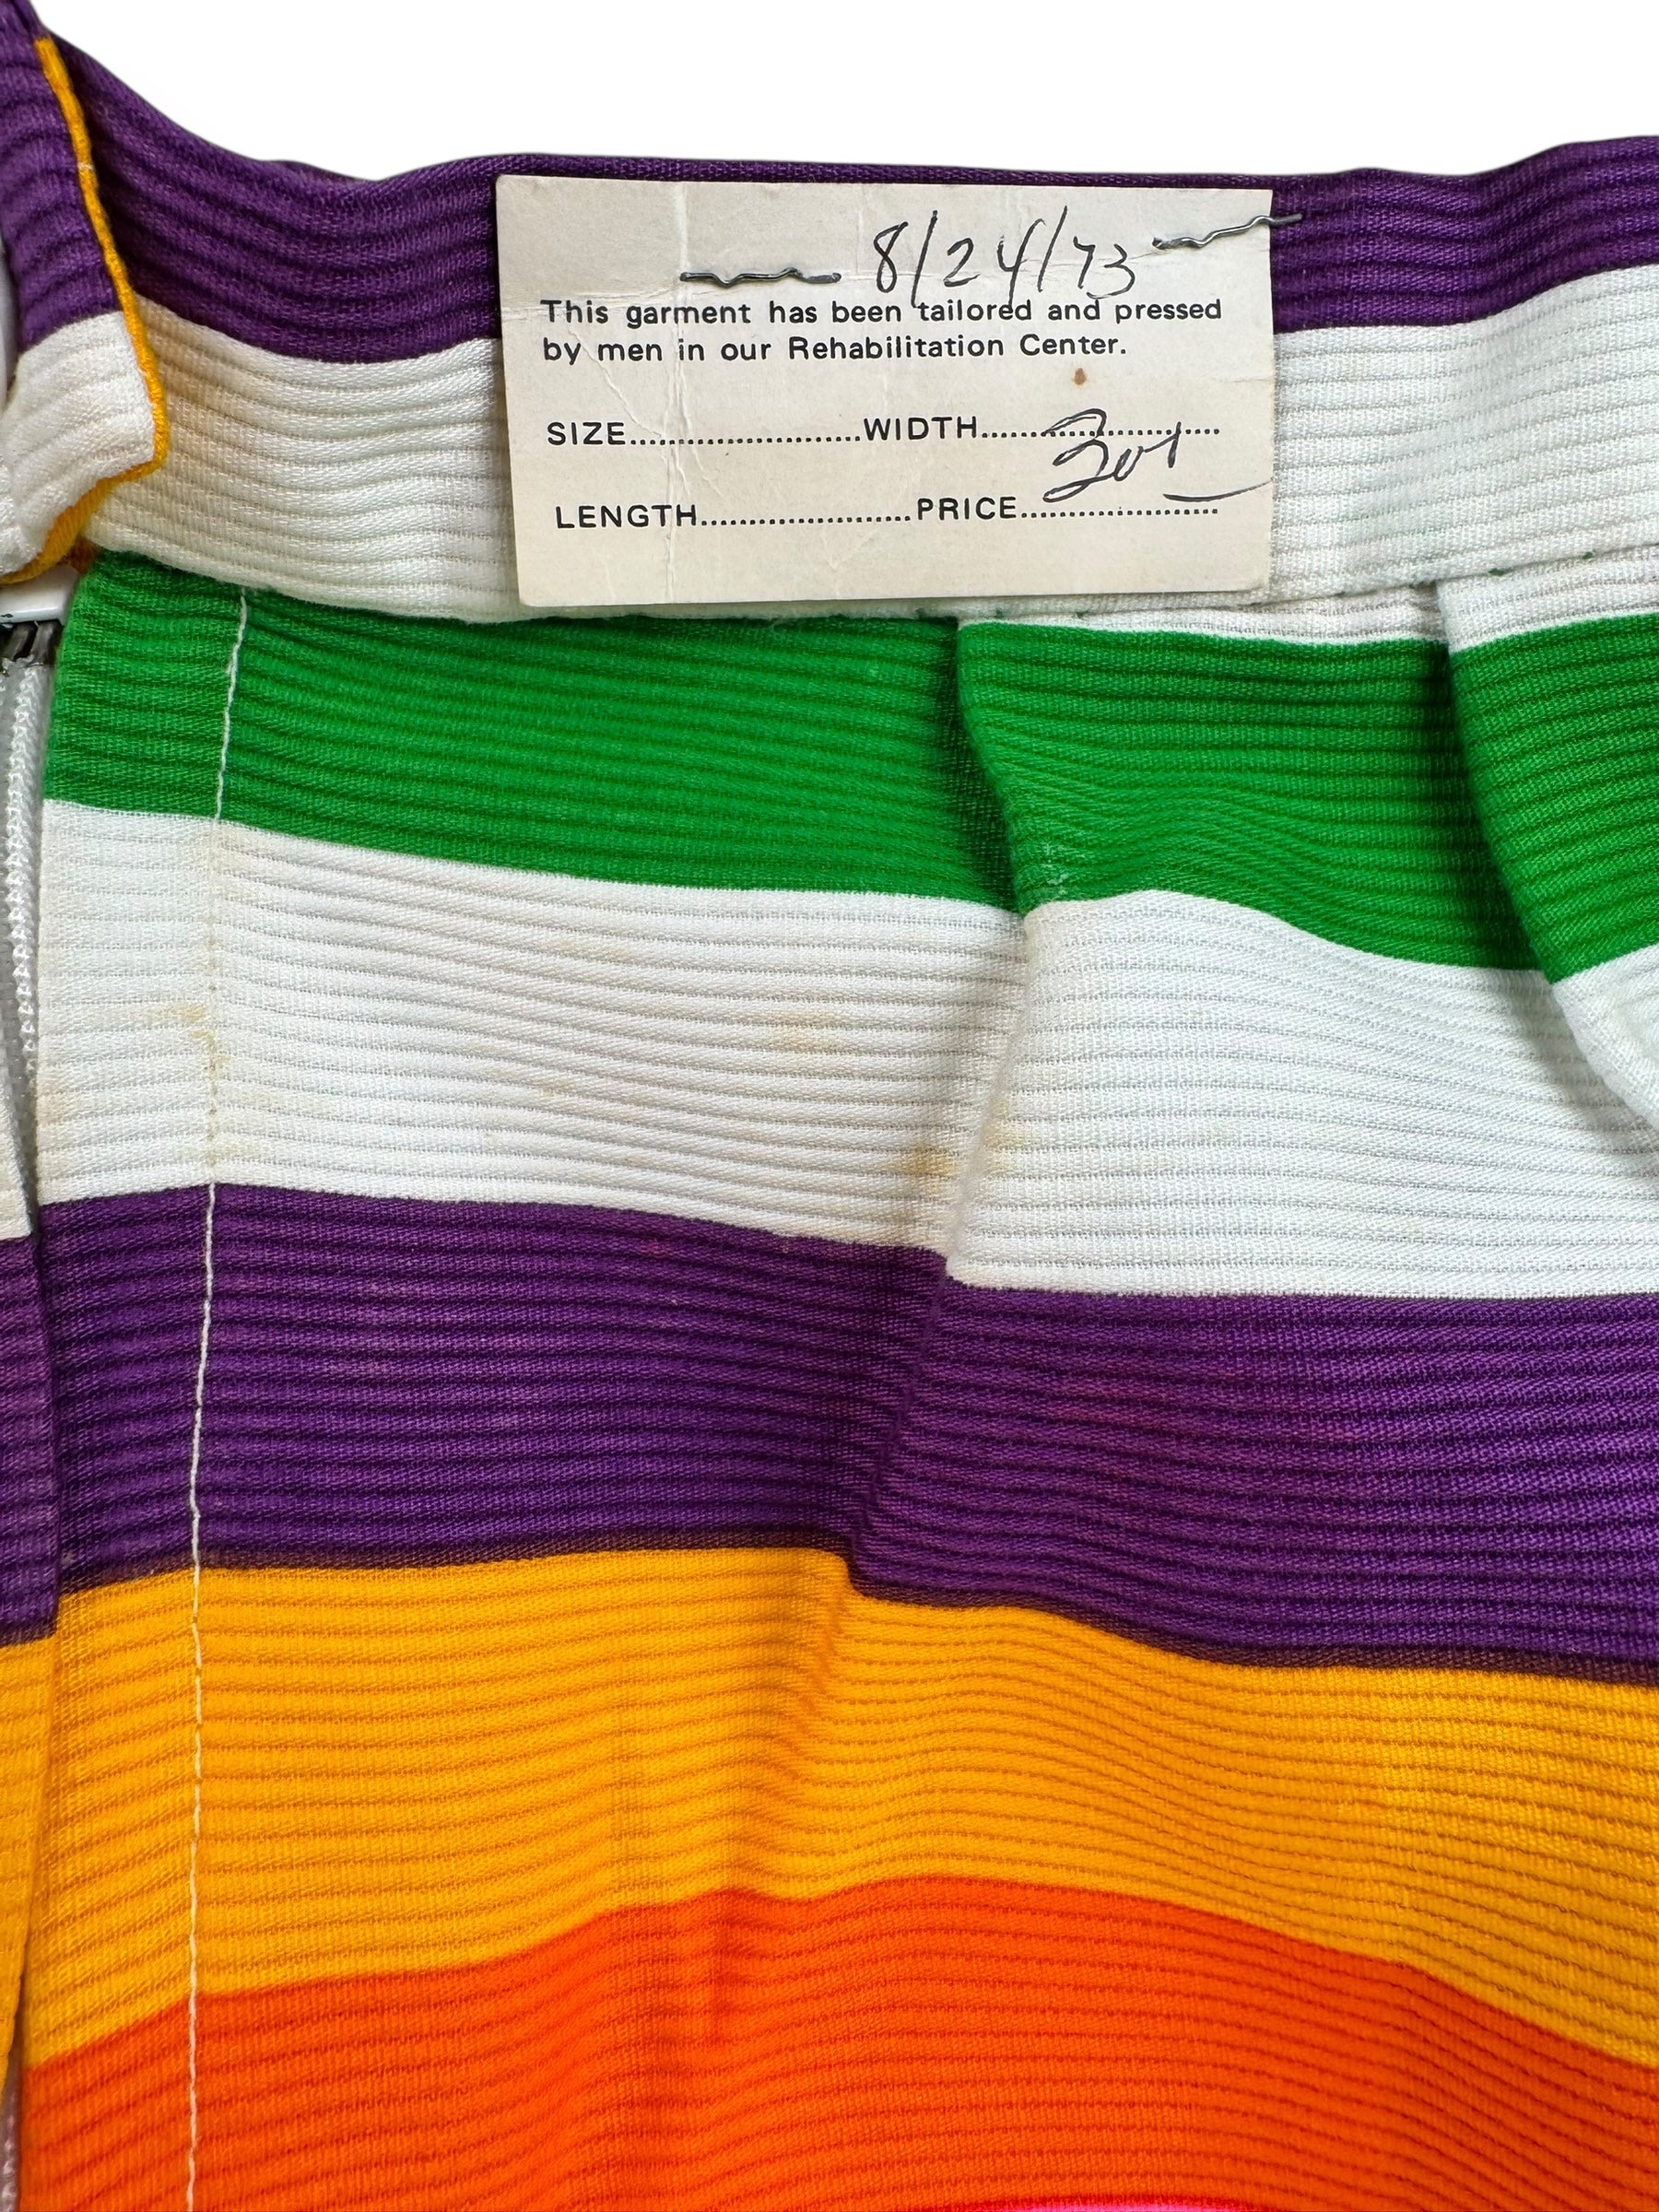 8/24/73
This garment has been tailored and pressed
by men in our Rehabilitation Center.
SIZE........................WIDTH.........................
LENGTH......................PRICE.....................